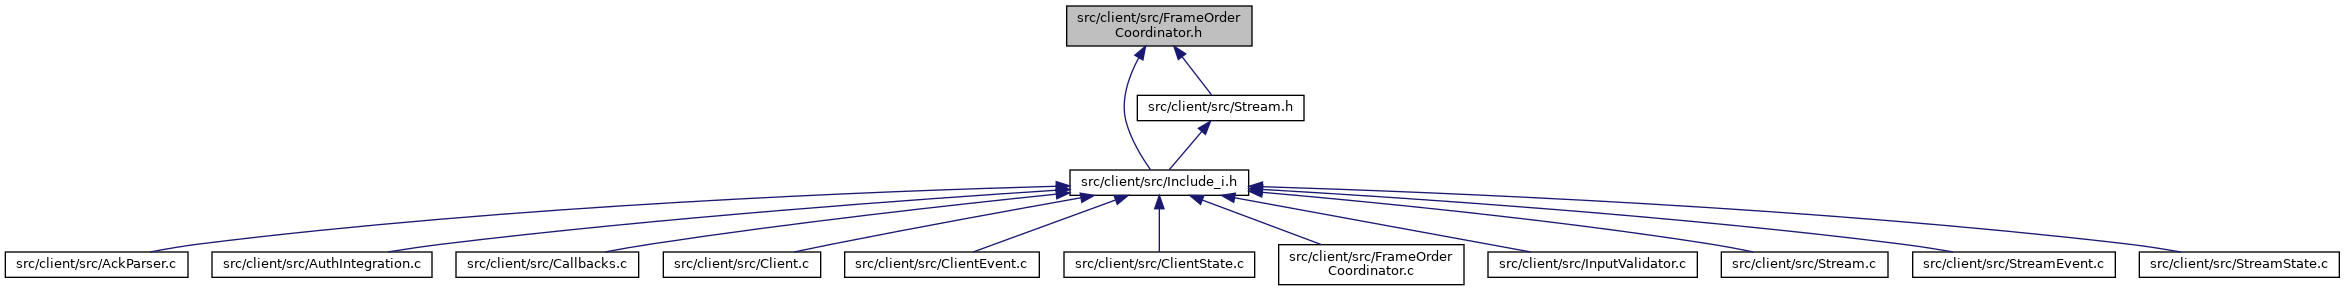 src/client/src/FrameOrder
Coordinator.h
src/client/src/Stream.h
src/client/src/Include_i.h
src/client/src/AckParser.c
src/client/src/AuthIntegration.c
src/client/src/Callbacks.c
src/client/src/Client.c
src/client/src/ClientEvent.c
src/client/src/ClientState.c
src/client/src/FrameOrder
Coordinator.c
src/client/src/InputValidator.c
src/client/src/Stream.c
src/client/src/StreamEvent.c
src/client/src/StreamState.c